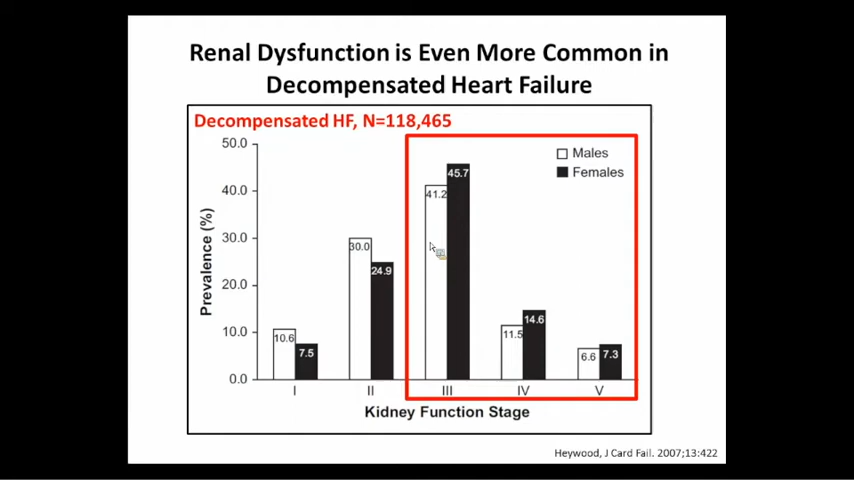 Renal Dysfunction is Even More Common in
Decompensated Heart Failure
Decompensated HF, N=118,465
50.0
40.0
30.0
20.0
10.0
0.0
Prevalence (%)
Males
Females
10.6
7.5
30.0
24.9
41.2
45.7
11.5
14.6
6.6
7.3
I
II
III
IV
V
Kidney Function Stage
Heywood, J Card Fail. 2007;13:422